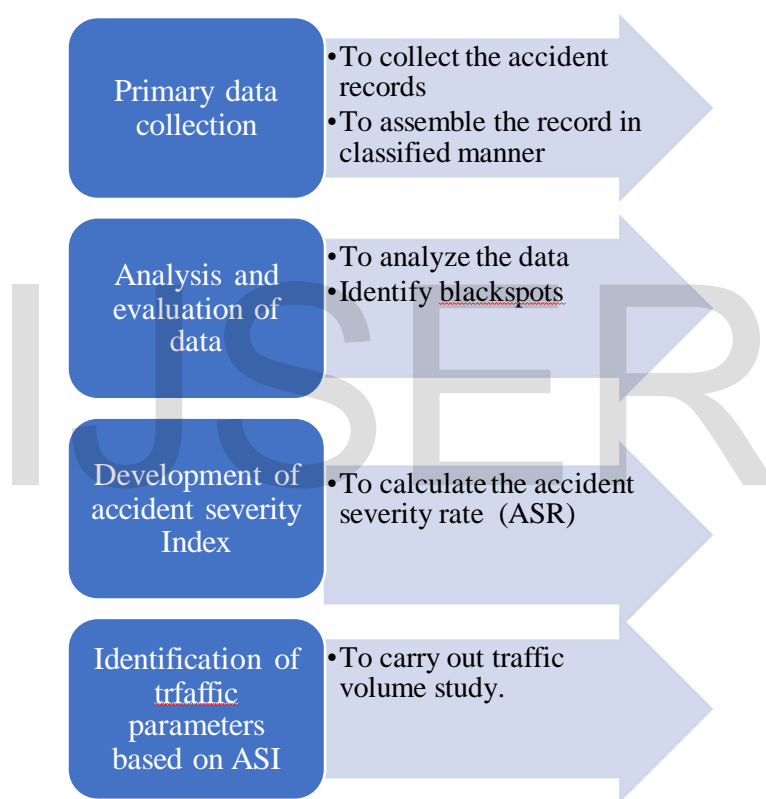 Primary data
collection
•To collect the accident
records
•To assemble the record in
classified manner
Analysis and
evaluation of
data
•To analyze the data
•Identify blackspots
Development of
accident severity
Index
•To calculate the accident
severity rate (ASR)
Identification of
trfaffic
parameters
based on ASI
•To carry out traffic
volume study.
IJSER